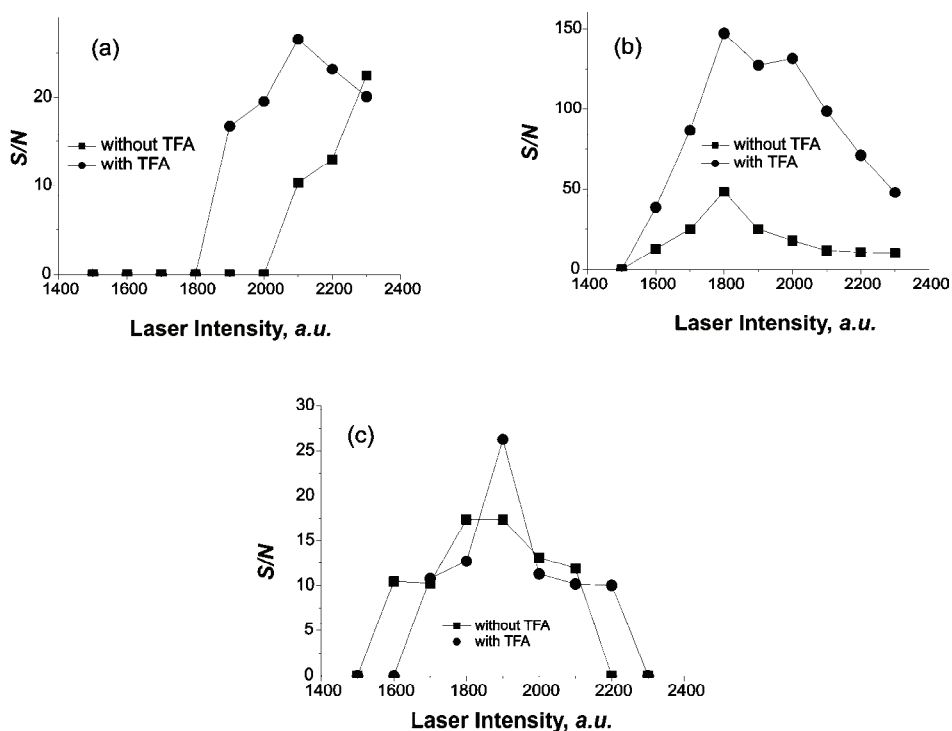 (a)
S/N
20
10
0
without TFA
with TFA
1400 1600 1800 2000 2200 2400
Laser Intensity, a.u.
(b)
S/N
150
100
50
0
without TFA
with TFA
1400 1600 1800 2000 2200 2400
Laser Intensity, a.u.
(c)
S/N
30
25
20
15
10
5
0
without TFA
with TFA
1400 1600 1800 2000 2200 2400
Laser Intensity, a.u.